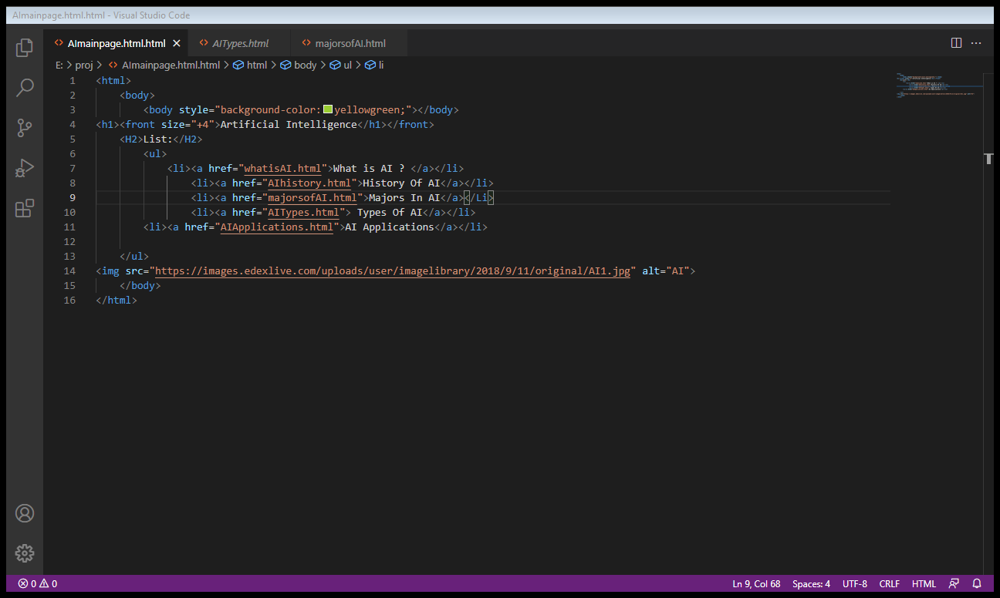 AImainpage.html.html - Visual Studio Code
AImainpage.html.html AITypes.html majorsofAI.html
E: > proj > AImainpage.html.html > html > body > ul > li
1 <html>
2 <body>
3 <body style="background-color:yellowgreen;"></body>
4 <h1><front size="+4">Artificial Intelligence</h1></front>
5 <H2>List:</H2>
6 <ul>
7 <li><a href="whatisAI.html">What is AI ? </a></li>
8 <li><a href="AIhistory.html">History Of AI</a></li>
9 <li><a href="majorsofAI.html">Majors In AI</a></Li>
10 <li><a href="AITypes.html"> Types Of AI</a></li>
11 <li><a href="AIApplications.html">AI Applications</a></li>
12
13 </ul>
14 <img src="https://images.edexlive.com/uploads/user/imagelibrary/2018/9/11/original/AI1.jpg" alt="AI">
15 </body>
16 </html>
0 0 Ln 9, Col 68 Spaces: 4 UTF-8 CRLF HTML